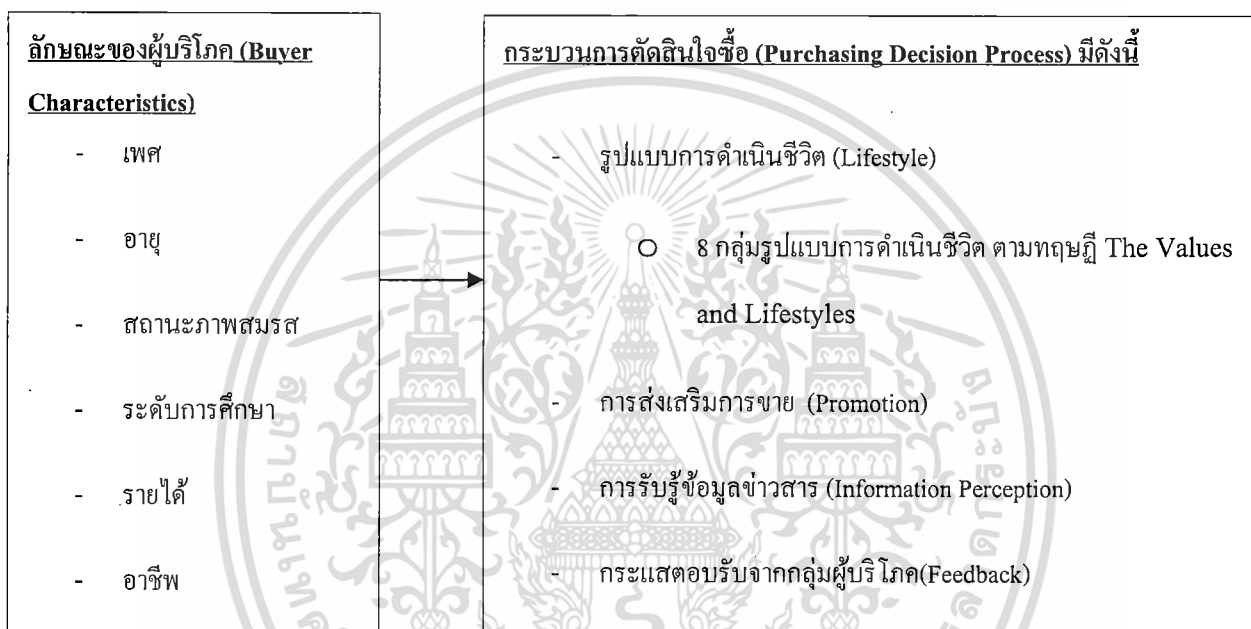 ลักษณะของผู้บริโภค (Buyer
Characteristics)
- เพศ
- อายุ
- สถานะภาพสมรส
- ระดับการศึกษา
- รายได้
- อาชีพ
กระบวนการตัดสินใจซื้อ (Purchasing Decision Process) มีดังนี้
- รูปแบบการดำเนินชีวิต (Lifestyle)
O 8 กลุ่มรูปแบบการดำเนินชีวิต ตามทฤษฎี The Values
and Lifestyles
- การส่งเสริมการขาย (Promotion)
- การรับรู้ข้อมูลข่าวสาร (Information Perception)
- กระแสตอบรับจากกลุ่มผู้บริโภค(Feedback)